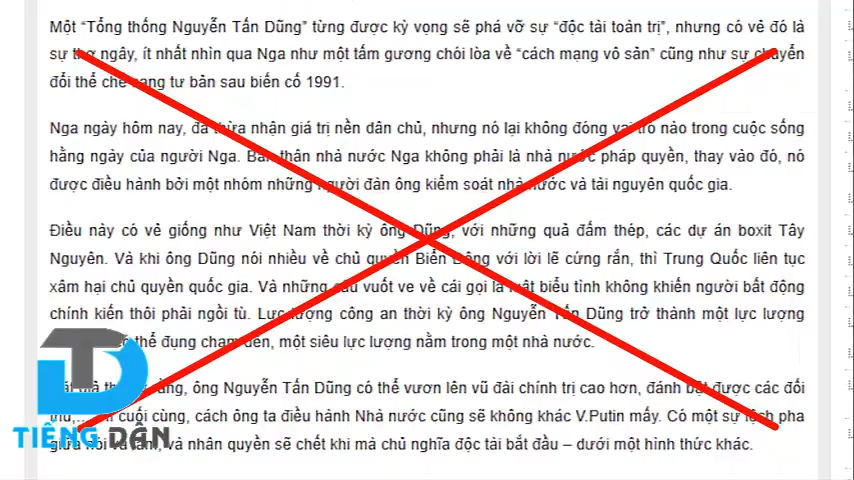 Một “Tổng thống Nguyễn Tấn Dũng” từng được kỳ vọng sẽ phá vỡ sự “độc tài toàn trị”, nhưng có vẻ đó là
sự thơ ngây, ít nhất nhìn qua Nga như một tấm gương chói lòa về “cách mạng vô sản” cũng như sự chuyển
đổi thể chế sang tư bản sau biến cố 1991.
Nga ngày hôm nay, đã thừa nhận giá trị nền dân chủ, nhưng nó lại không đóng vai trò nào trong cuộc sống
hằng ngày của người Nga. Bản thân nhà nước Nga không phải là nhà nước pháp quyền, thay vào đó, nó
được điều hành bởi một nhóm những người đàn ông kiểm soát nhà nước và tài nguyên quốc gia.
Điều này có vẻ giống như Việt Nam thời kỳ ông Dũng, với những quả đấm thép, các dự án boxit Tây
Nguyên. Và khi ông Dũng nói nhiều về chủ quyền Biển Đông với lời lẽ cứng rắn, thì Trung Quốc liên tục
xâm hại chủ quyền quốc gia. Và những câu vuốt ve về cái gọi là luật biểu tình không khiến người bất động
chính kiến thôi phải ngồi tù. Lực lượng công an thời kỳ ông Nguyễn Tấn Dũng trở thành một lực lượng
thể đụng chạm đến, một siêu lực lượng nằm trong một nhà nước.
ông Nguyễn Tấn Dũng có thể vươn lên vũ đài chính trị cao hơn, đánh bật được các đối
cuối cùng, cách ông ta điều hành Nhà nước cũng sẽ không khác V.Putin mấy. Có một sự lệch pha
giữa nói và làm, và nhân quyền sẽ chết khi mà chủ nghĩa độc tài bắt đầu – dưới một hình thức khác.
TIẾNG DÂN